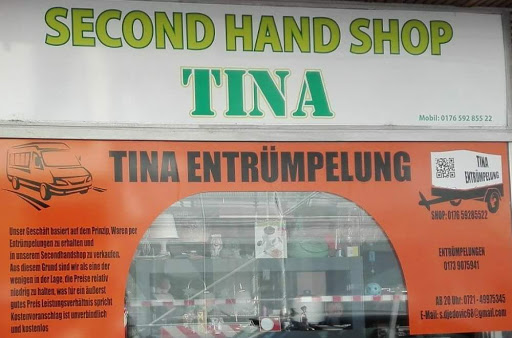 SECOND HAND SHOP
TINA
Mobil: 0176 592 855 22
TINA ENTRÜMPELUNG
TINA
ENTRÜMPELUNG
SHOP: 0176 59285522
Unser Geschäft basiert auf dem Prinzip, Waren per
Entrümpelungen zu erhalten und
in unserem Secondhandshop zu verkaufen.
Aus diesem Grund sind wir als eine der
wenigen in der Lage, die Preise relativ
niedrig zu halten, was für ein äußerst
gutes Preis Leistungsverhältnis spricht
Kostenvoranschlag ist unverbindlich
und kostenlos
ENTRÜMPELUNGEN
0173 9075941
AB 20 Uhr: 0721 - 49975345
E-Mail: s.djedovic68@gmail.com